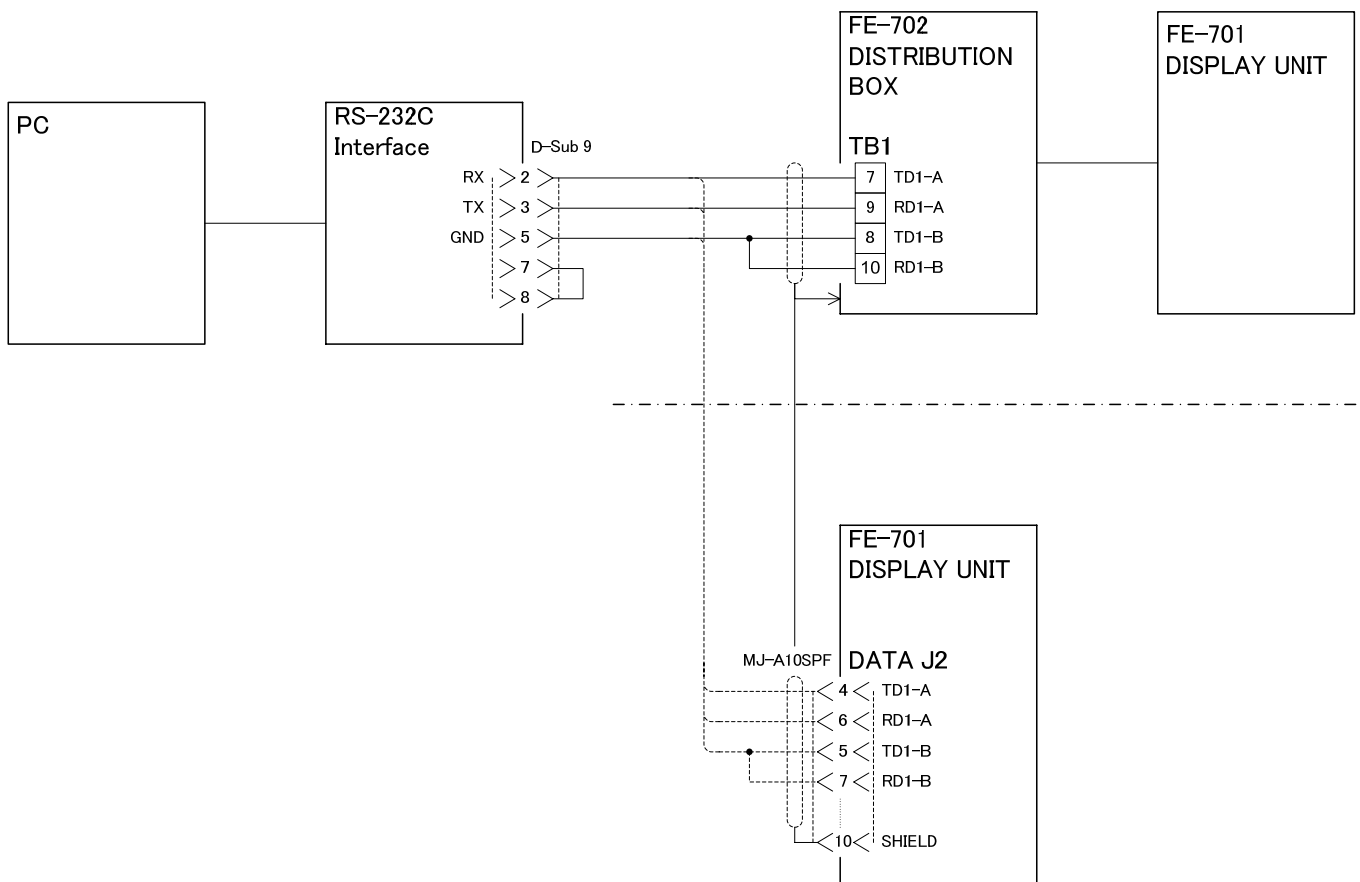 PC
RS-232C
Interface
D-Sub 9
RX 2
TX 3
GND 5
7
8
FE-702
DISTRIBUTION
BOX
TB1
7 TD1-A
9 RD1-A
8 TD1-B
10 RD1-B
FE-701
DISPLAY UNIT
FE-701
DISPLAY UNIT
MJ-A10SPF DATA J2
4 TD1-A
6 RD1-A
5 TD1-B
7 RD1-B
10 SHIELD